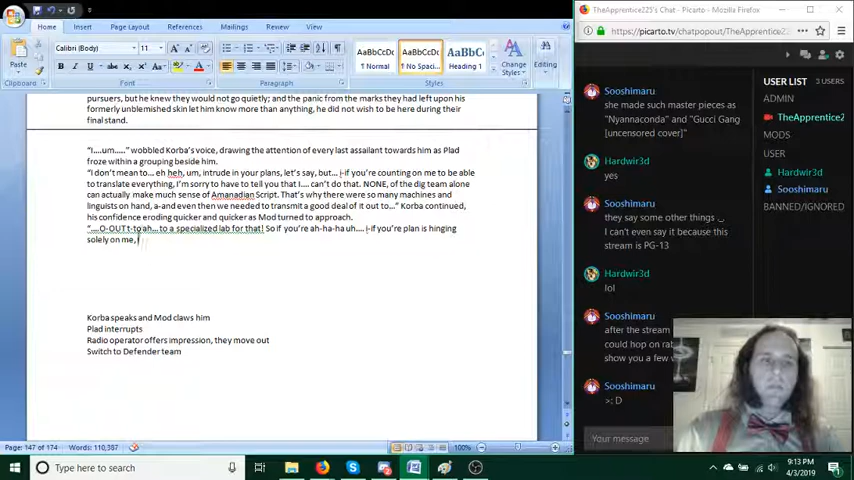 Home
Insert
Page Layout
References
Mailings
Review
View
Paste
Clipboard
Calibri (Body)
11
Font
Paragraph
AaBbCcDc
AaBbCcDc
AaBbC
¶ Normal
¶ No Spaci...
Heading 1
Change
Styles
Styles
Editing
pursuers, but he knew they would not go quietly; and the panic from the marks they had left upon his
formerly unblemished skin let him know more than anything, he did not wish to be here during their
final stand.
"I....um....." wobbled Korba's voice, drawing the attention of every last assailant towards him as Plad
froze within a grouping beside him.
"I don't mean to... eh heh, um, intrude in your plans, let's say, but... i-if you're counting on me to be able
to translate everything, I'm sorry to have to tell you that I.... can't do that. NONE, of the dig team alone
can actually make much sense of Amanadian Script. That's why there were so many machines and
linguists on hand, a-and even then we needed to transmit a good deal of it out to..." Korba continued,
his confidence eroding quicker and quicker as Mod turned to approach.
"....O-OUT t-to ah... to a specialized lab for that! So if you're ah-ha-ha uh.... i-if you're plan is hinging
solely on me,
Korba speaks and Mod claws him
Plad interrupts
Radio operator offers impression, they move out
Switch to Defender team
Page: 147 of 174
Words: 110,387
100%
TheApprentice225's Chat - Picarto - Mozilla Firefox
https://picarto.tv/chatpopout/TheApprentice22
Sooshimaru
she made such master pieces as
"Nyannaconda" and "Gucci Gang
[uncensored cover]"
Hardwir3d
yes
Sooshimaru
they say some other things ._.
I can't even say it because this
stream is PG-13
Hardwir3d
lol
Sooshimaru
after the stream
could hop on
show you a few
Sooshimaru
>: D
Your message
USER LIST
3 USERS
ADMIN
TheApprentice2
MODS
USER
Hardwir3d
Sooshimaru
BANNED/IGNORED
Type here to search
9:13 PM
4/3/2019